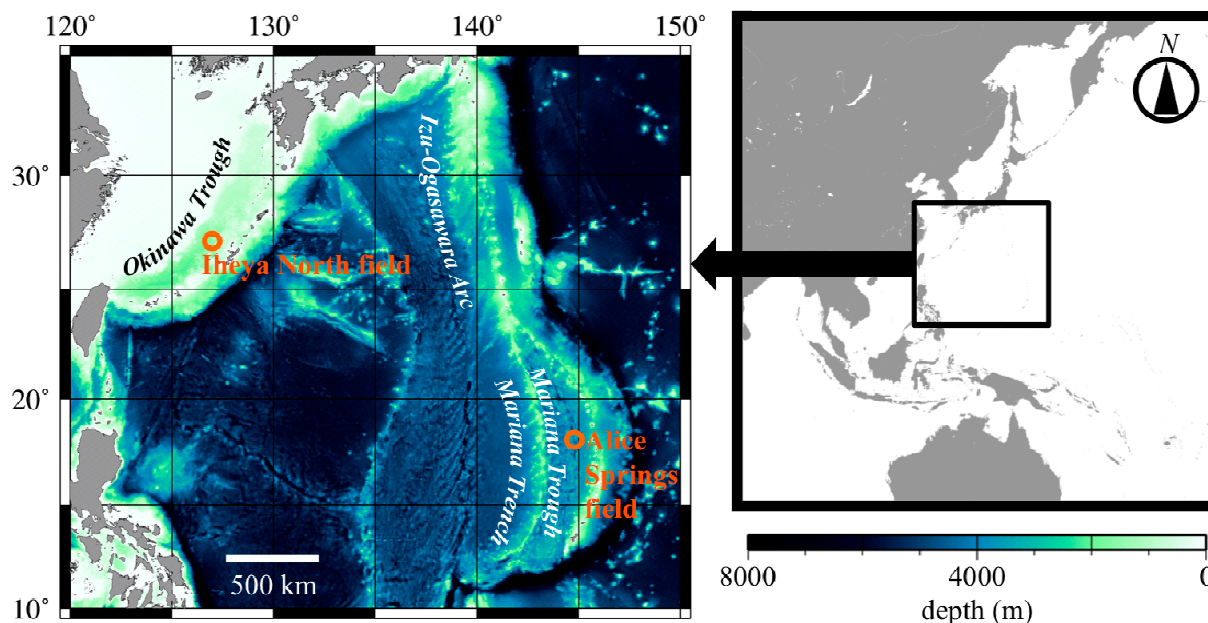 120° 130° 140° 150°
30°
20°
10°
Okinawa Trough
Iheya North field
Izu-Ogasawara Arc
Mariana Trough
Mariana Trench
Alice
Springs
field
500 km
N
8000 4000 0
depth (m)